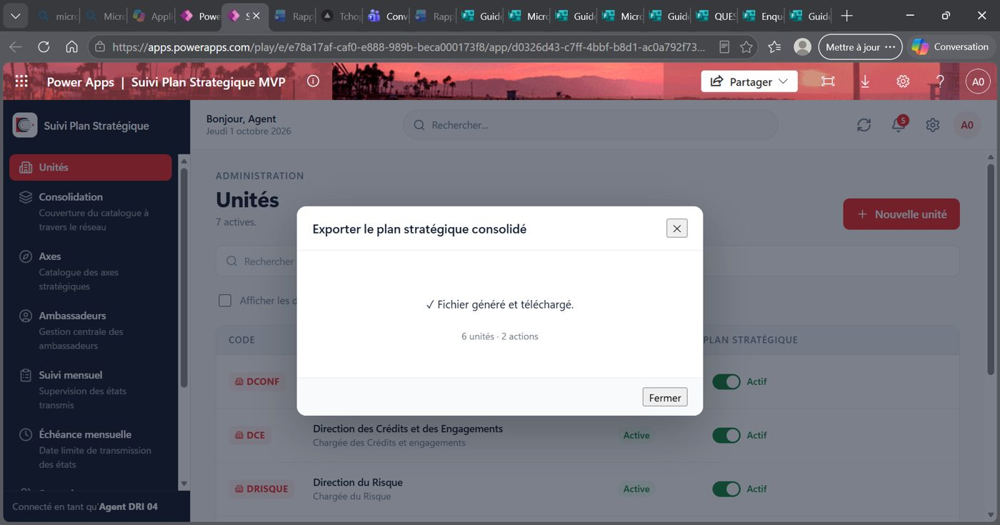 micro
Micro
Appli
Powe
S
Rapp
Tchop
Conv
Rapp
Guide
Micro
Guide
Micro
Guide
QUES
Enqu
Guide
https://apps.powerapps.com/play/e/e78a17af-caf0-e888-989b-beca000173f8/app/d0326d43-c7ff-4bbf-b8d1-ac0a792f73...
Mettre à jour ...
Conversation
Power Apps | Suivi Plan Strategique MVP
Partager
A0
Suivi Plan Stratégique
Bonjour, Agent
Jeudi 1 octobre 2026
Rechercher...
5
A0
Unités
Consolidation
Couverture du catalogue à
travers le réseau
Axes
Catalogue des axes
stratégiques
Ambassadeurs
Gestion centrale des
ambassadeurs
Suivi mensuel
Supervision des états
transmis
Échéance mensuelle
Date limite de transmission
des états
Connecté en tant qu'Agent DRI 04
ADMINISTRATION
Unités
7 actives.
+ Nouvelle unité
Rechercher
Afficher les d
CODE
PLAN STRATÉGIQUE
DCONF
Actif
DCE
Direction des Crédits et des Engagements
Chargée des Crédits et engagements
Active
Actif
DRISQUE
Direction du Risque
Chargée du Risque
Active
Actif
Exporter le plan stratégique consolidé
✓ Fichier généré et téléchargé.
6 unités · 2 actions
Fermer